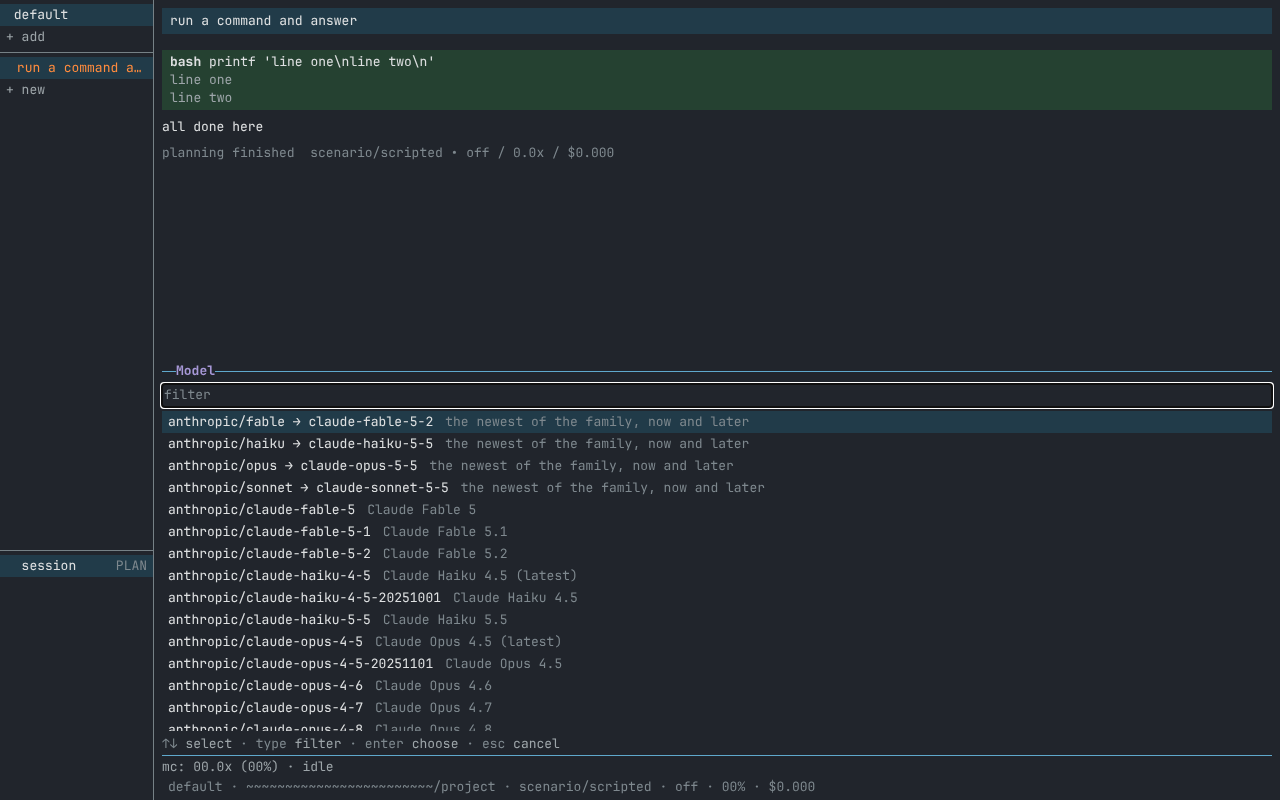 default
+ add
run a command a…
+ new
session PLAN
run a command and answer
bash printf 'line one\nline two\n'
line one
line two
all done here
planning finished scenario/scripted • off / 0.0x / $0.000
Model
filter
anthropic/fable → claude-fable-5-2 the newest of the family, now and later
anthropic/haiku → claude-haiku-5-5 the newest of the family, now and later
anthropic/opus → claude-opus-5-5 the newest of the family, now and later
anthropic/sonnet → claude-sonnet-5-5 the newest of the family, now and later
anthropic/claude-fable-5 Claude Fable 5
anthropic/claude-fable-5-1 Claude Fable 5.1
anthropic/claude-fable-5-2 Claude Fable 5.2
anthropic/claude-haiku-4-5 Claude Haiku 4.5 (latest)
anthropic/claude-haiku-4-5-20251001 Claude Haiku 4.5
anthropic/claude-haiku-5-5 Claude Haiku 5.5
anthropic/claude-opus-4-5 Claude Opus 4.5 (latest)
anthropic/claude-opus-4-5-20251101 Claude Opus 4.5
anthropic/claude-opus-4-6 Claude Opus 4.6
anthropic/claude-opus-4-7 Claude Opus 4.7
anthropic/claude-opus-4-8 Claude Opus 4.8
↑↓ select · type filter · enter choose · esc cancel
mc: 00.0x (00%) · idle
default · ~~~~~~~~~~~~~~~~~~~~~~~~/project · scenario/scripted · off · 00% · $0.000